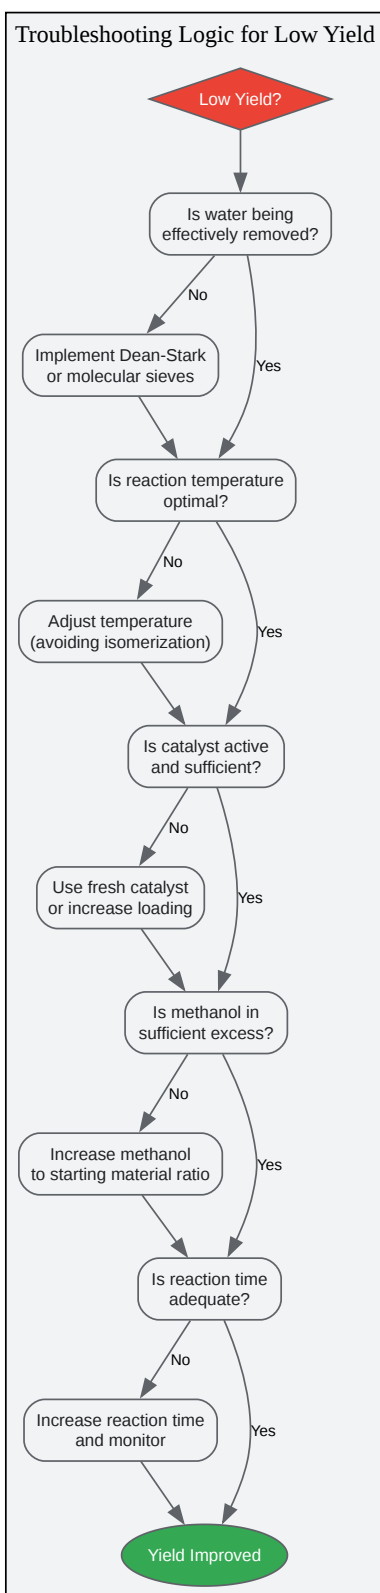 Troubleshooting Logic for Low Yield
Low Yield?
Is water being
effectively removed?
No
Implement Dean-Stark
or molecular sieves
Yes
Is reaction temperature
optimal?
No
Adjust temperature
(avoiding isomerization)
Yes
Is catalyst active
and sufficient?
No
Use fresh catalyst
or increase loading
Yes
Is methanol in
sufficient excess?
No
Increase methanol
to starting material ratio
Yes
Is reaction time
adequate?
No
Increase reaction time
and monitor
Yes
Yield Improved